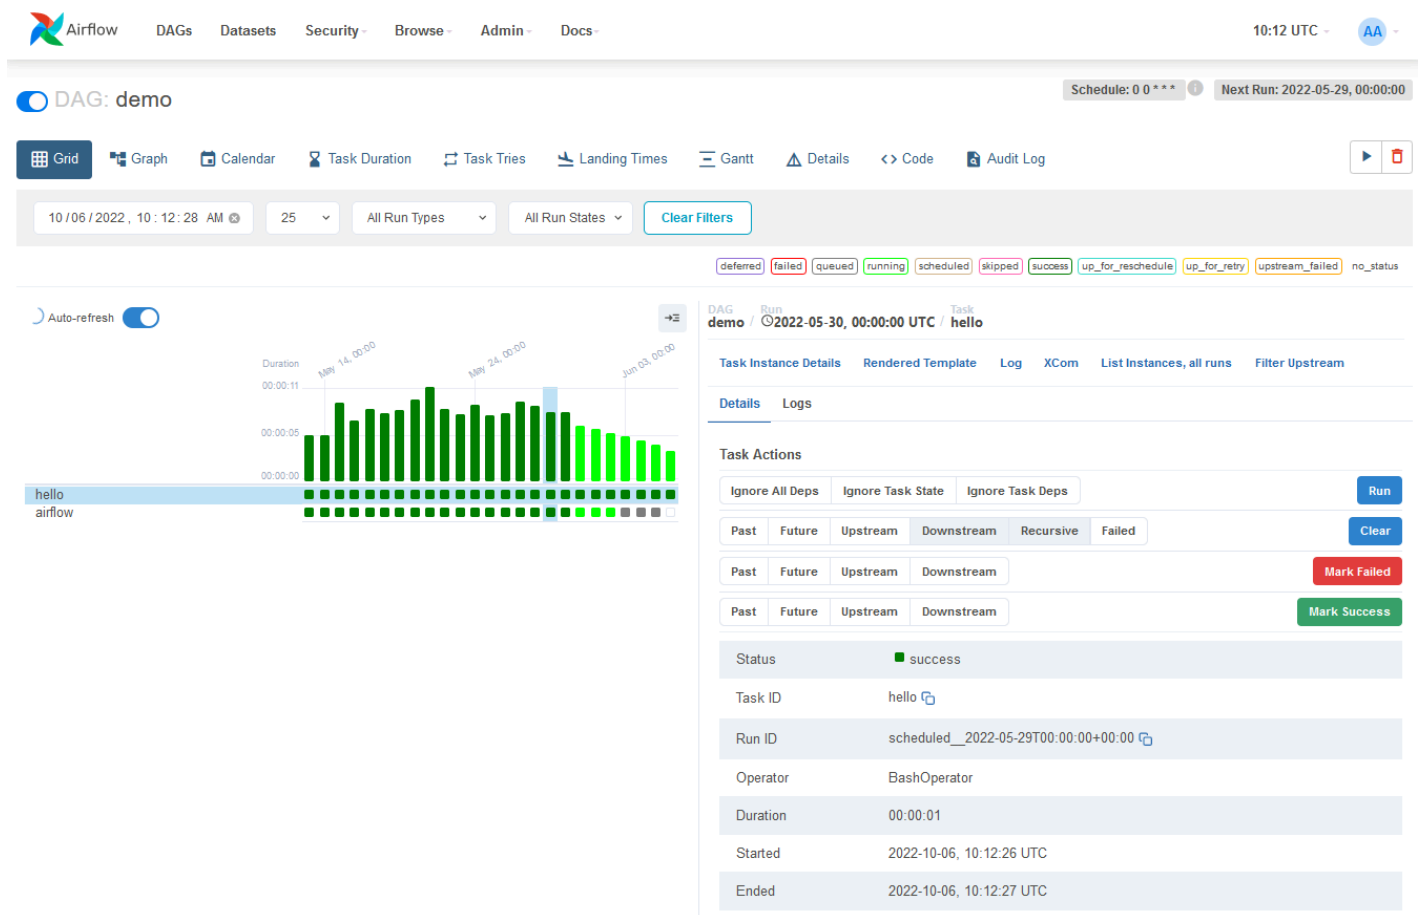 Airflow DAGs Datasets Security Browse Admin Docs 10:12 UTC AA
DAG: demo Schedule: 0 0 * * * Next Run: 2022-05-29, 00:00:00
Grid Graph Calendar Task Duration Task Tries Landing Times Gantt Details Code Audit Log
10/06/2022, 10:12:28 AM 25 All Run Types All Run States Clear Filters
deferred failed queued running scheduled skipped success up_for_reschedule up_for_retry upstream_failed no_status
Auto-refresh
Duration May 14, 00:00 May 24, 00:00 Jun 03, 00:00
00:00:11
00:00:05
00:00:00
hello
airflow
DAG Run Task
demo / 2022-05-30, 00:00:00 UTC / hello
Task Instance Details Rendered Template Log XCom List Instances, all runs Filter Upstream
Details Logs
Task Actions
Ignore All Deps Ignore Task State Ignore Task Deps Run
Past Future Upstream Downstream Recursive Failed Clear
Past Future Upstream Downstream Mark Failed
Past Future Upstream Downstream Mark Success
Status success
Task ID hello
Run ID scheduled__2022-05-29T00:00:00+00:00
Operator BashOperator
Duration 00:00:01
Started 2022-10-06, 10:12:26 UTC
Ended 2022-10-06, 10:12:27 UTC